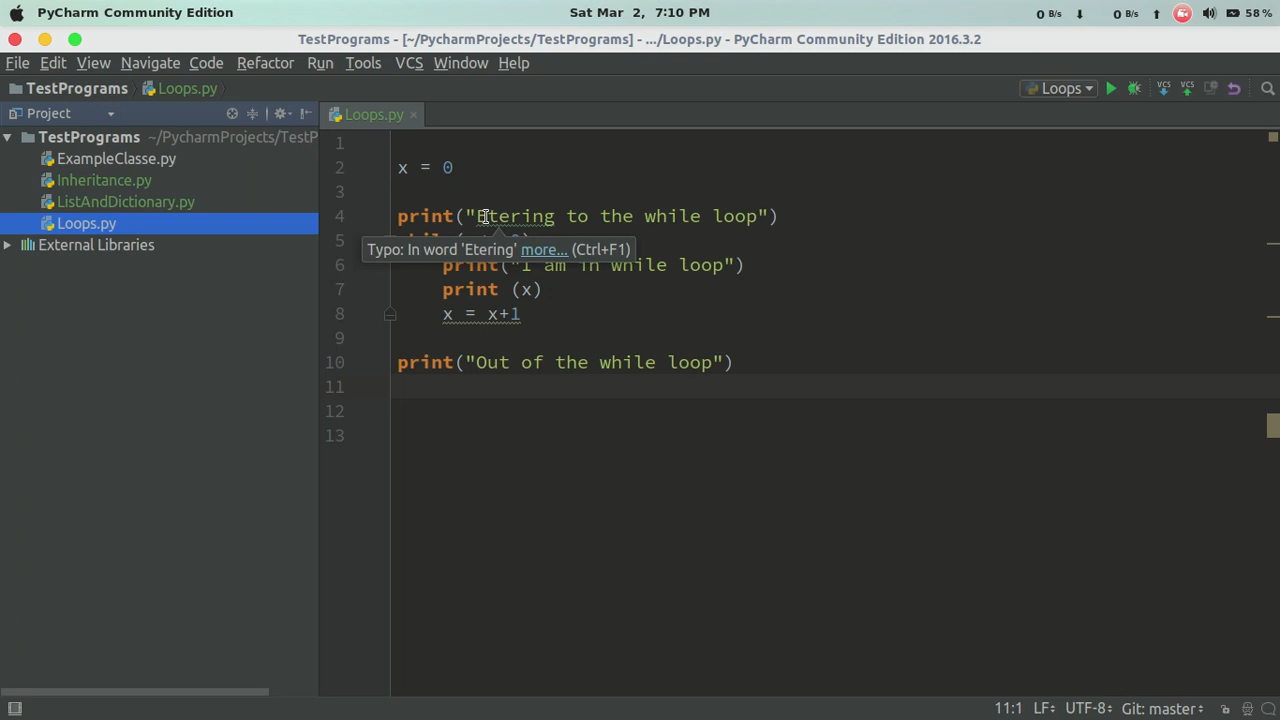 PyCharm Community Edition
Sat Mar 2, 7:10 PM
0 B/s 0 B/s 58 %
TestPrograms - [~/PycharmProjects/TestPrograms] - .../Loops.py - PyCharm Community Edition 2016.3.2
File Edit View Navigate Code Refactor Run Tools VCS Window Help
TestPrograms Loops.py
Loops VCS VCS
Project
Loops.py
TestPrograms ~/PycharmProjects/TestP
ExampleClasse.py
Inheritance.py
ListAndDictionary.py
Loops.py
External Libraries
1
2 x = 0
3
4 print("Etering to the while loop")
5
Typo: In word 'Etering' more... (Ctrl+F1)
6 print("I am in while loop")
7 print (x)
8 x = x+1
9
10 print("Out of the while loop")
11
12
13
11:1 LF UTF-8 Git: master